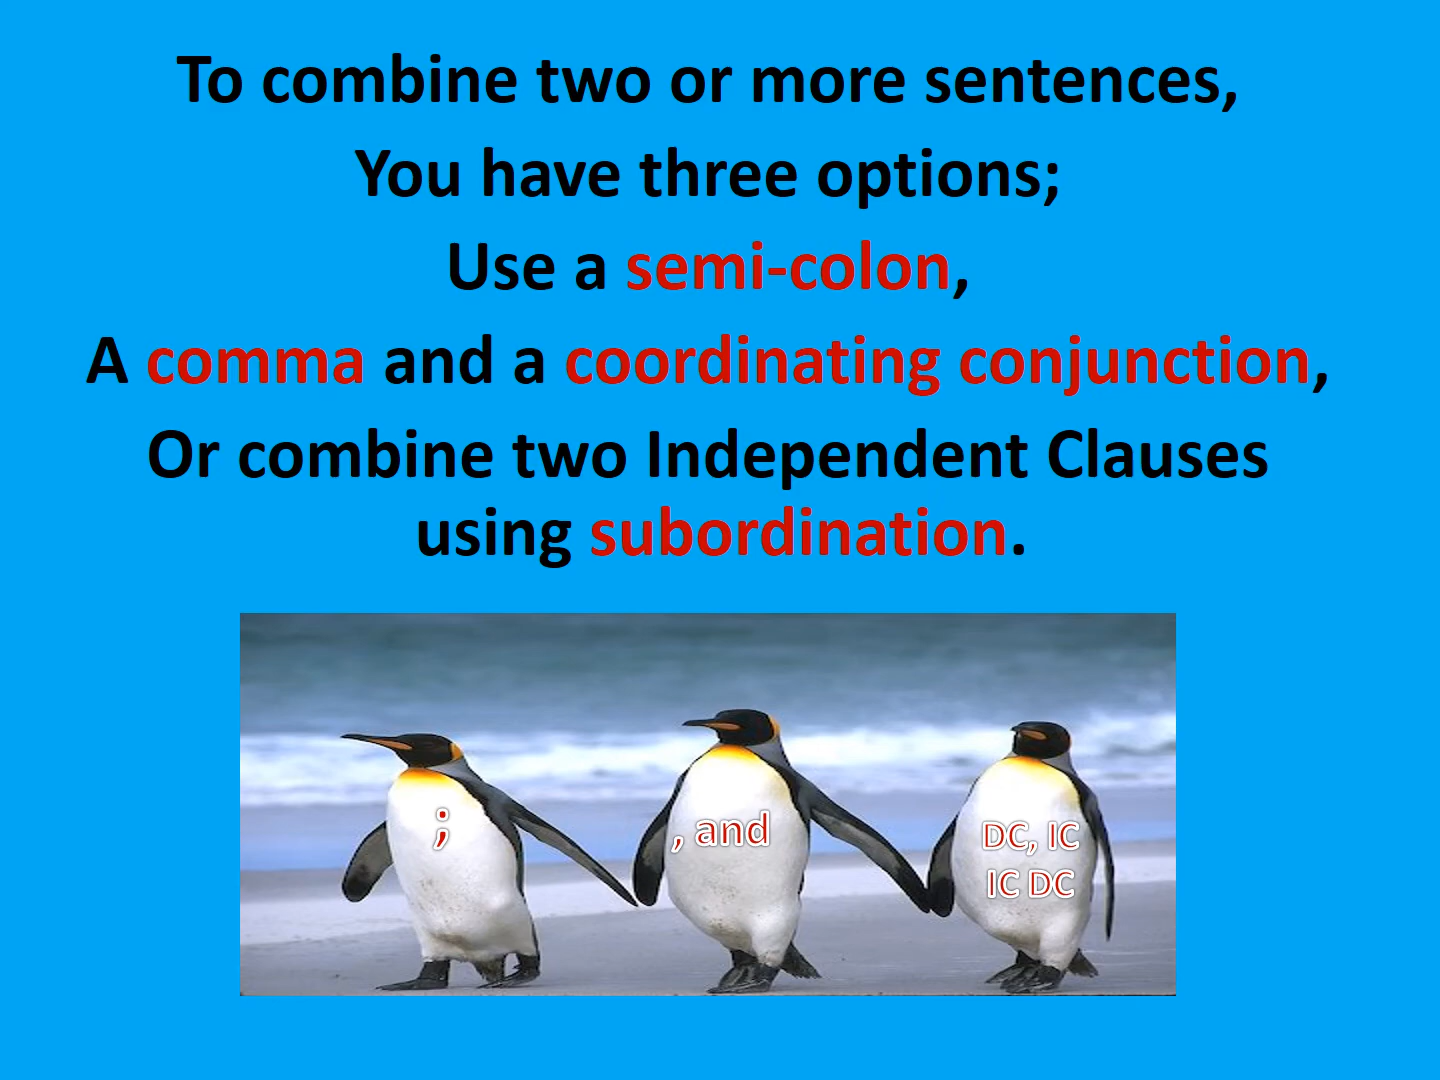 To combine two or more sentences,
You have three options;
Use a semi-colon,
A comma and a coordinating conjunction,
Or combine two Independent Clauses
using subordination.
;
, and
DC, IC
IC DC